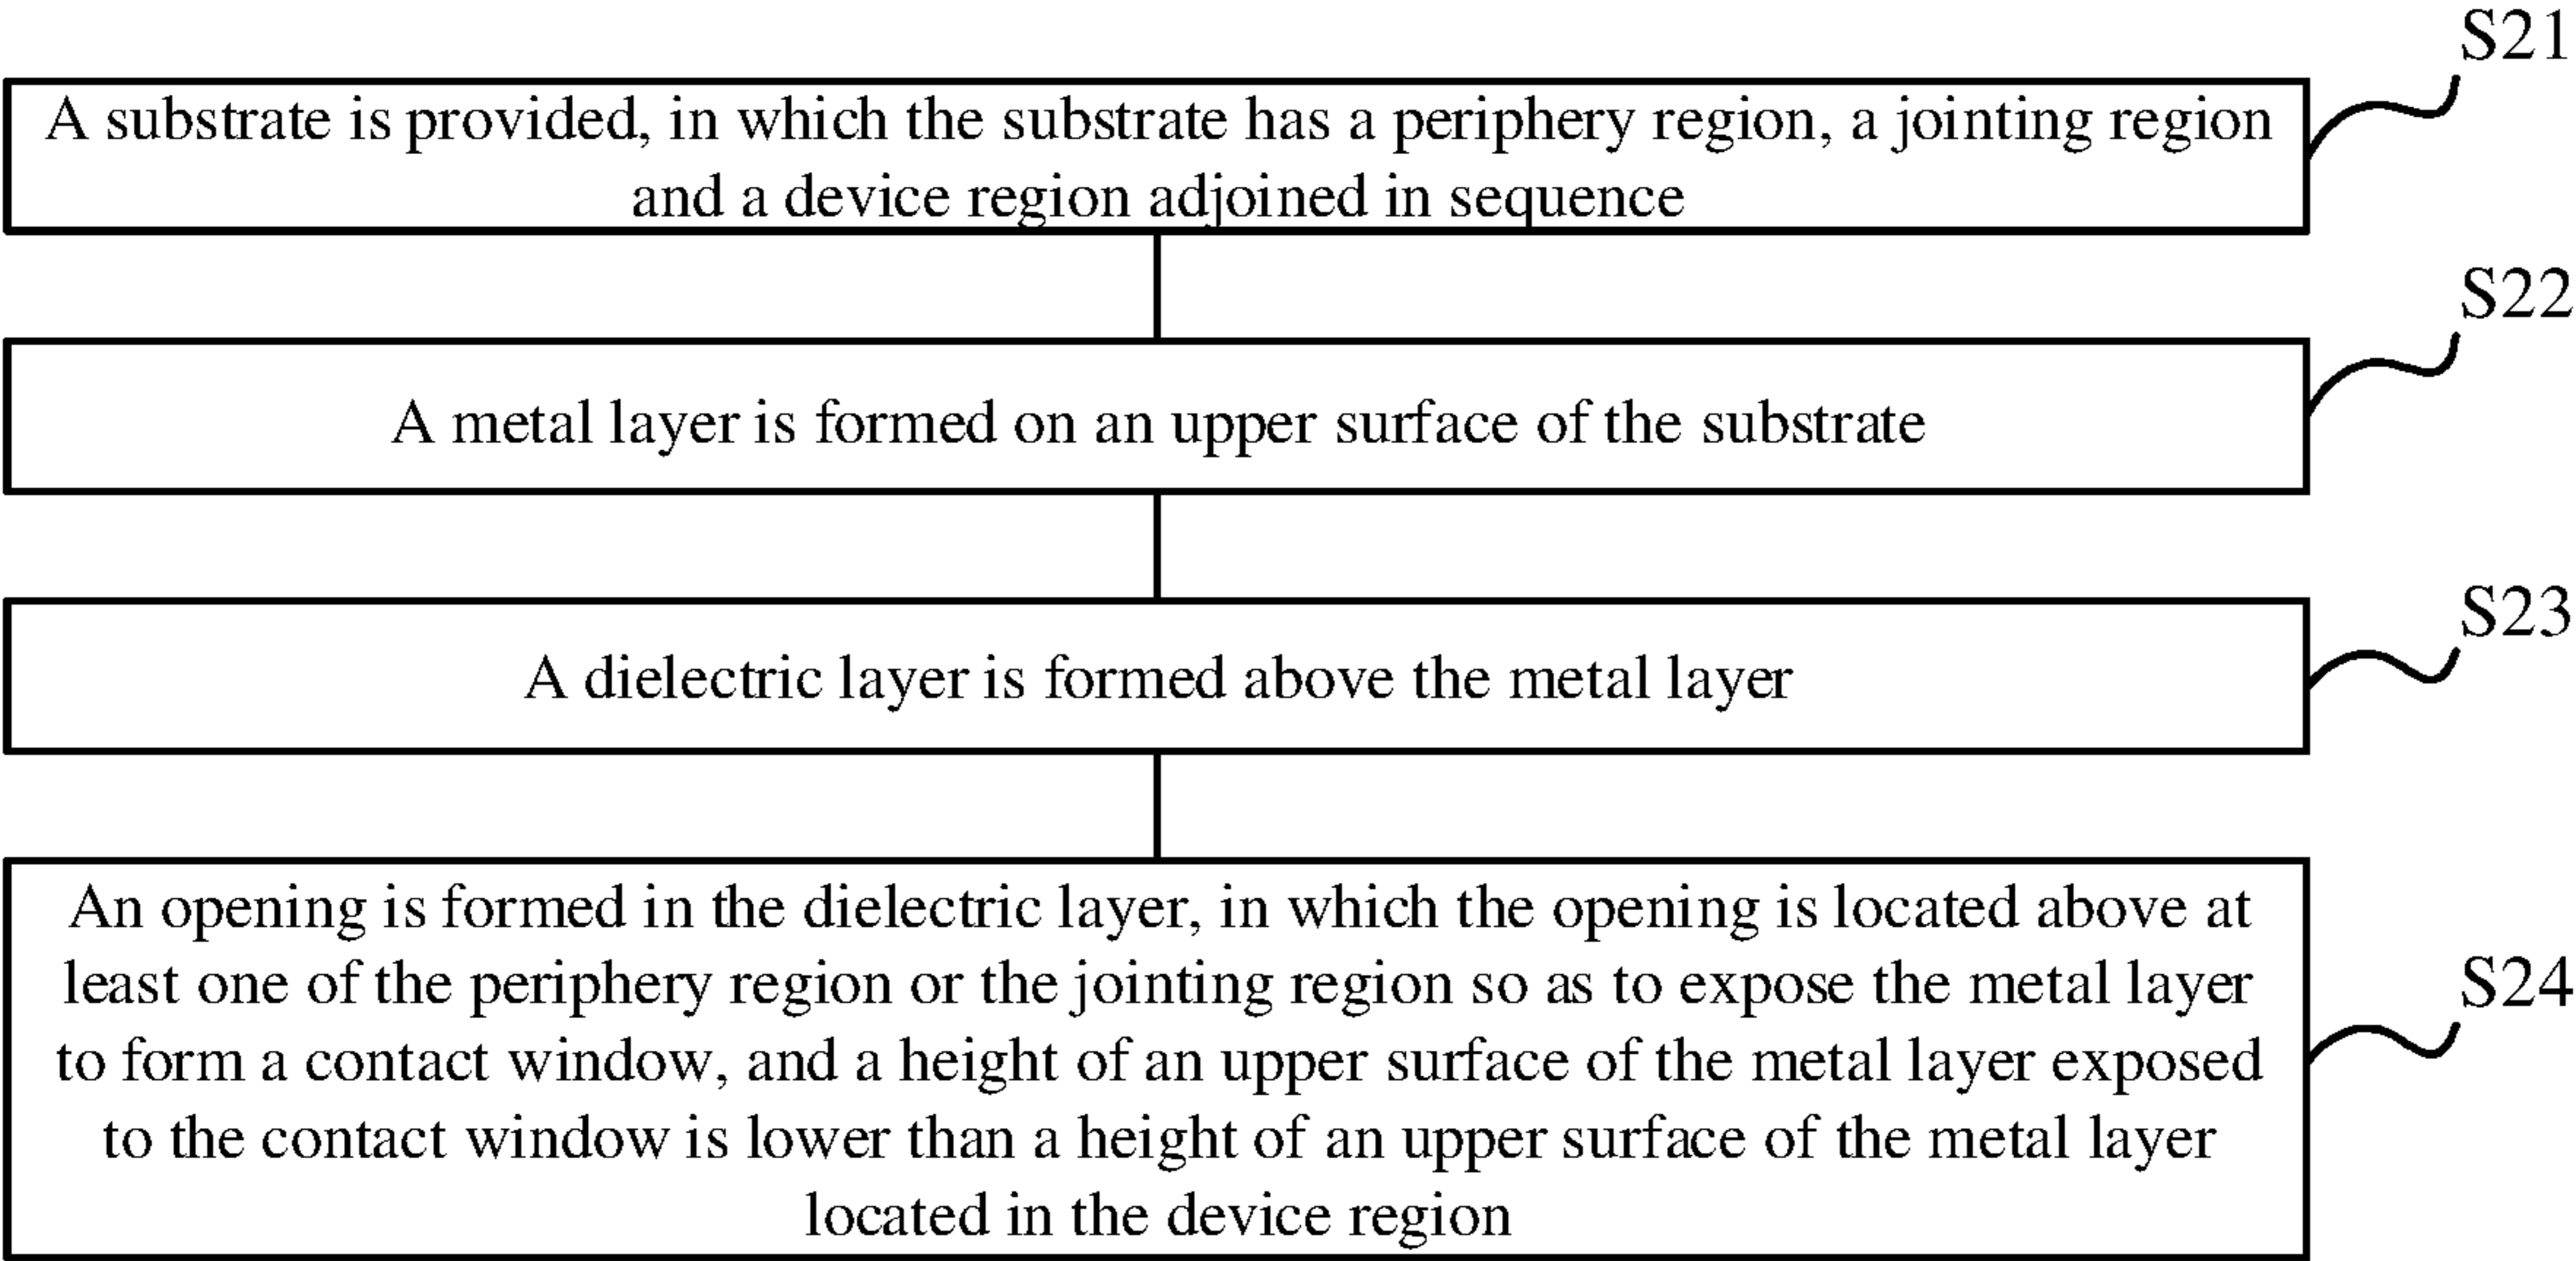 S21
A substrate is provided, in which the substrate has a periphery region, a jointing region
and a device region adjoined in sequence
S22
A metal layer is formed on an upper surface of the substrate
S23
A dielectric layer is formed above the metal layer
An opening is formed in the dielectric layer, in which the opening is located above at
least one of the periphery region or the jointing region so as to expose the metal layer
S24
to form a contact window, and a height of an upper surface of the metal layer exposed
to the contact window is lower than a height of an upper surface of the metal layer
located in the device region